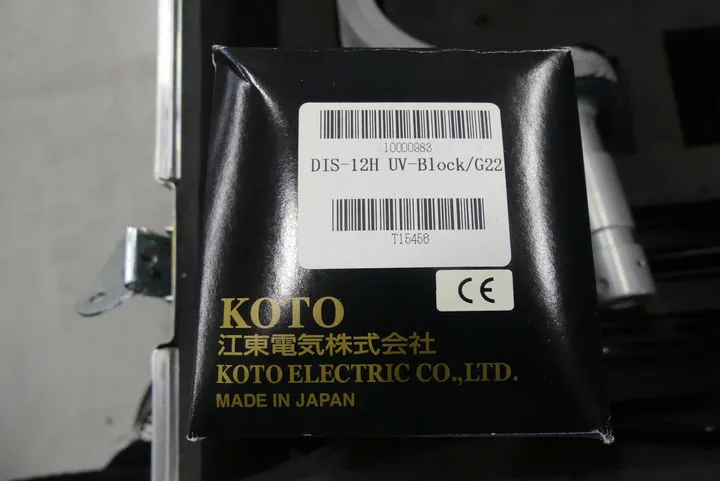 10000983
DIS-12H UV-Block/G22
T15458
CE
KOTO
江東電気株式会社
KOTO ELECTRIC CO.,LTD.
MADE IN JAPAN